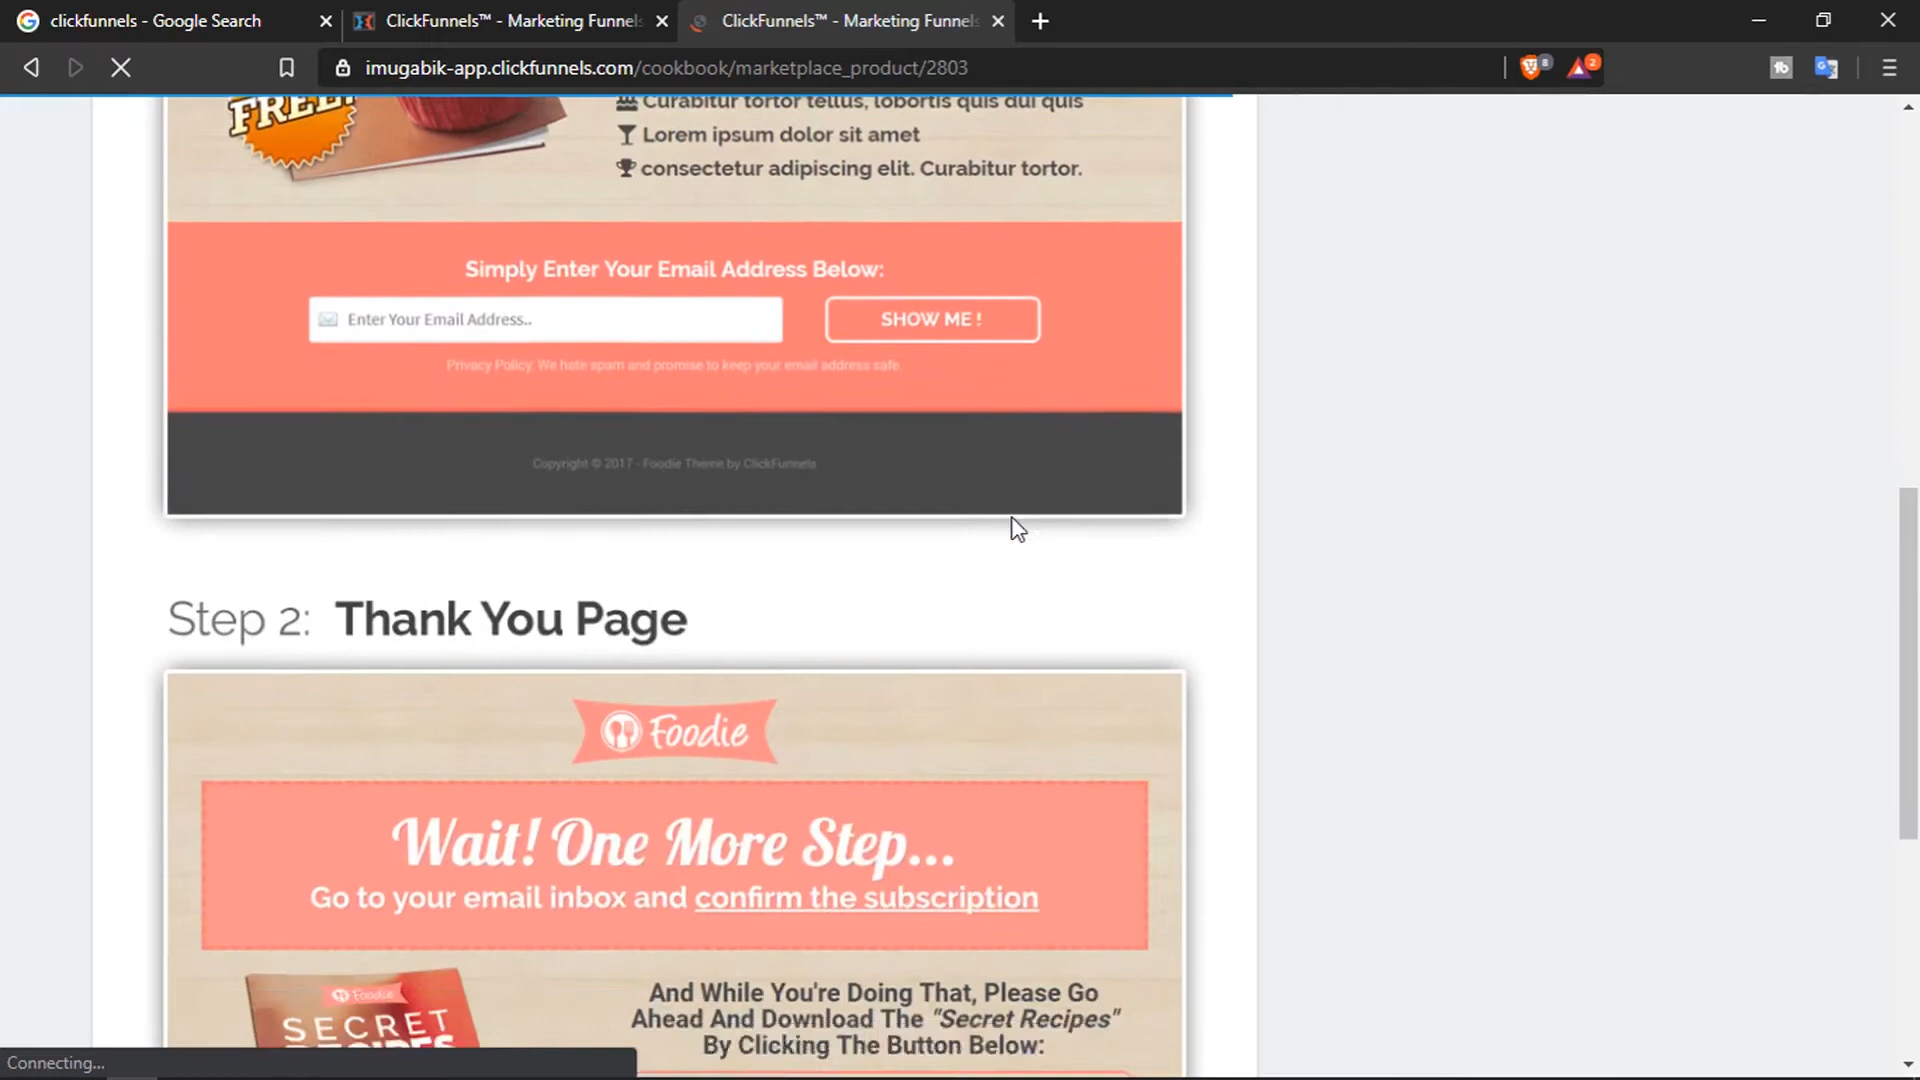 clickfunnels - Google Search
ClickFunnels™ - Marketing Funnels
ClickFunnels™ - Marketing Funnels
imugabik-app.clickfunnels.com/cookbook/marketplace_product/2803
8
2
FREE!
Curabitur tortor tellus, lobortis quis dui quis
Lorem ipsum dolor sit amet
consectetur adipiscing elit. Curabitur tortor.
Simply Enter Your Email Address Below:
Enter Your Email Address..
SHOW ME !
Privacy Policy: We hate spam and promise to keep your email address safe.
Copyright © 2017 - Foodie Theme by ClickFunnels
Step 2: Thank You Page
Foodie
Wait! One More Step...
Go to your email inbox and confirm the subscription
Foodie
SECRET
RECIPES
And While You're Doing That, Please Go
Ahead And Download The "Secret Recipes"
By Clicking The Button Below:
Connecting...